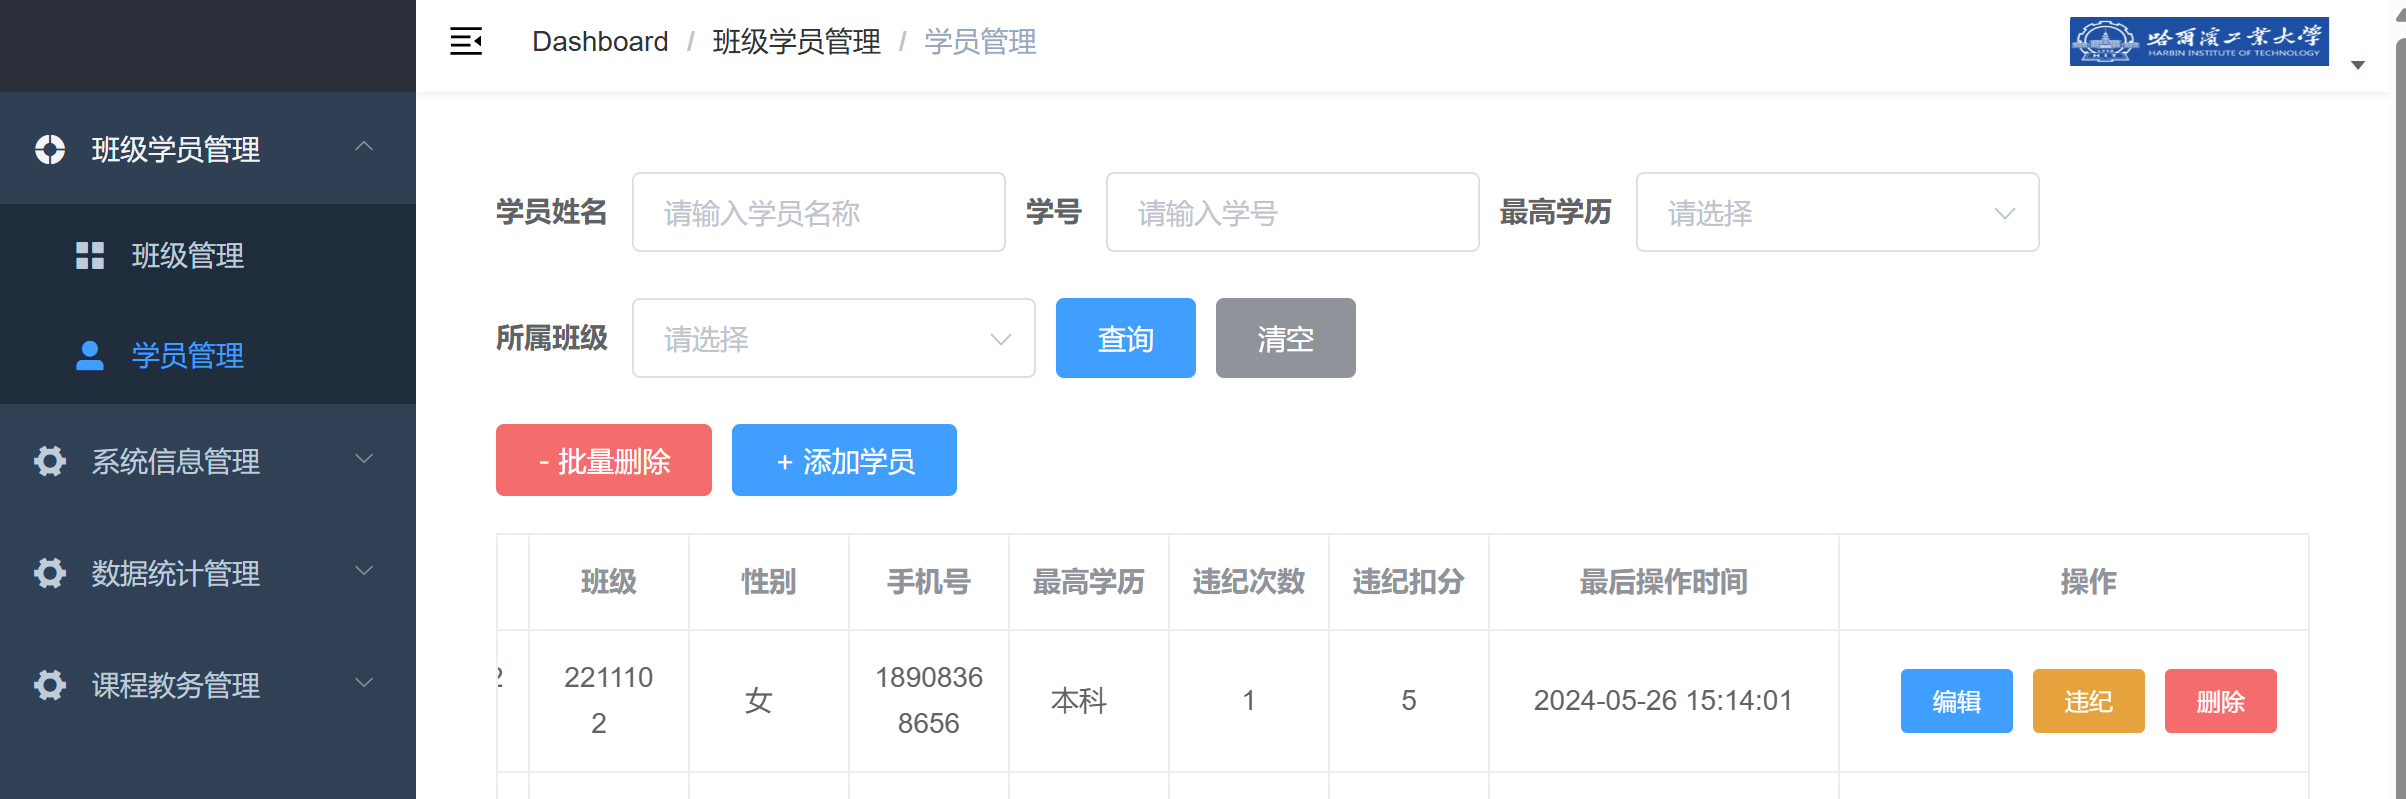 Dashboard / 班级学员管理 / 学员管理
哈尔滨工业大學
HARBIN INSTITUTE OF TECHNOLOGY
班级学员管理
班级管理
学员管理
系统信息管理
数据统计管理
课程教务管理
学员姓名 请输入学员名称 学号 请输入学号 最高学历 请选择
所属班级 请选择 查询 清空
- 批量删除 + 添加学员
班级 性别 手机号 最高学历 违纪次数 违纪扣分 最后操作时间 操作
221110
2
女
1890836
8656
本科 1 5 2024-05-26 15:14:01 编辑 违纪 删除